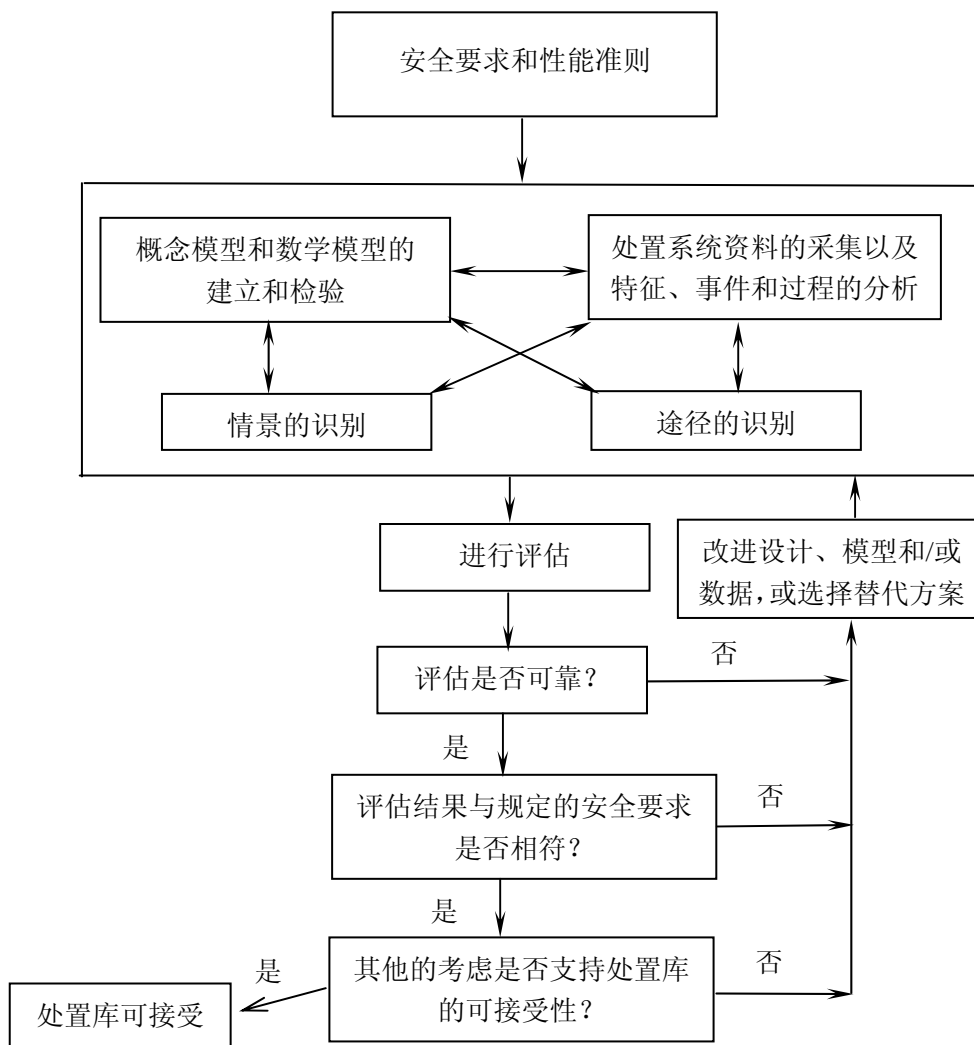 安全要求和性能准则
概念模型和数学模型的
建立和检验
处置系统资料的采集以及
特征、事件和过程的分析
情景的识别
途径的识别
进行评估
改进设计、模型和/或
数据，或选择替代方案
评估是否可靠？
否
是
评估结果与规定的安全要求
是否相符？
否
是
其他的考虑是否支持处置库
的可接受性？
否
是
处置库可接受